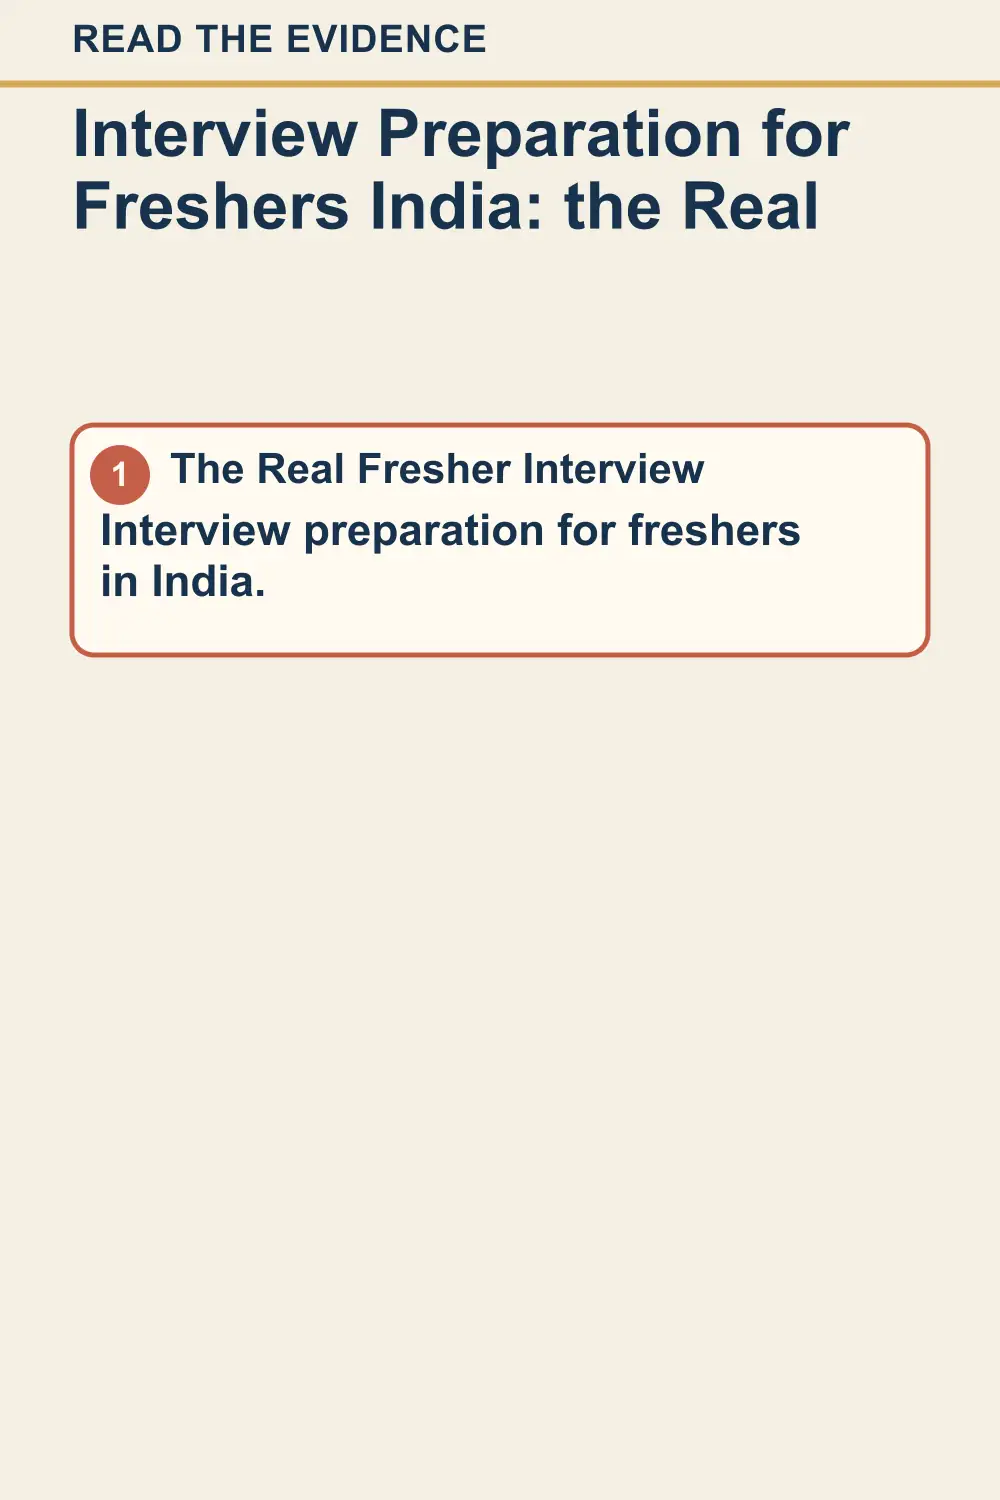 READ THE EVIDENCE
Interview Preparation for
Freshers India: the Real
1 The Real Fresher Interview
Interview preparation for freshers
in India.